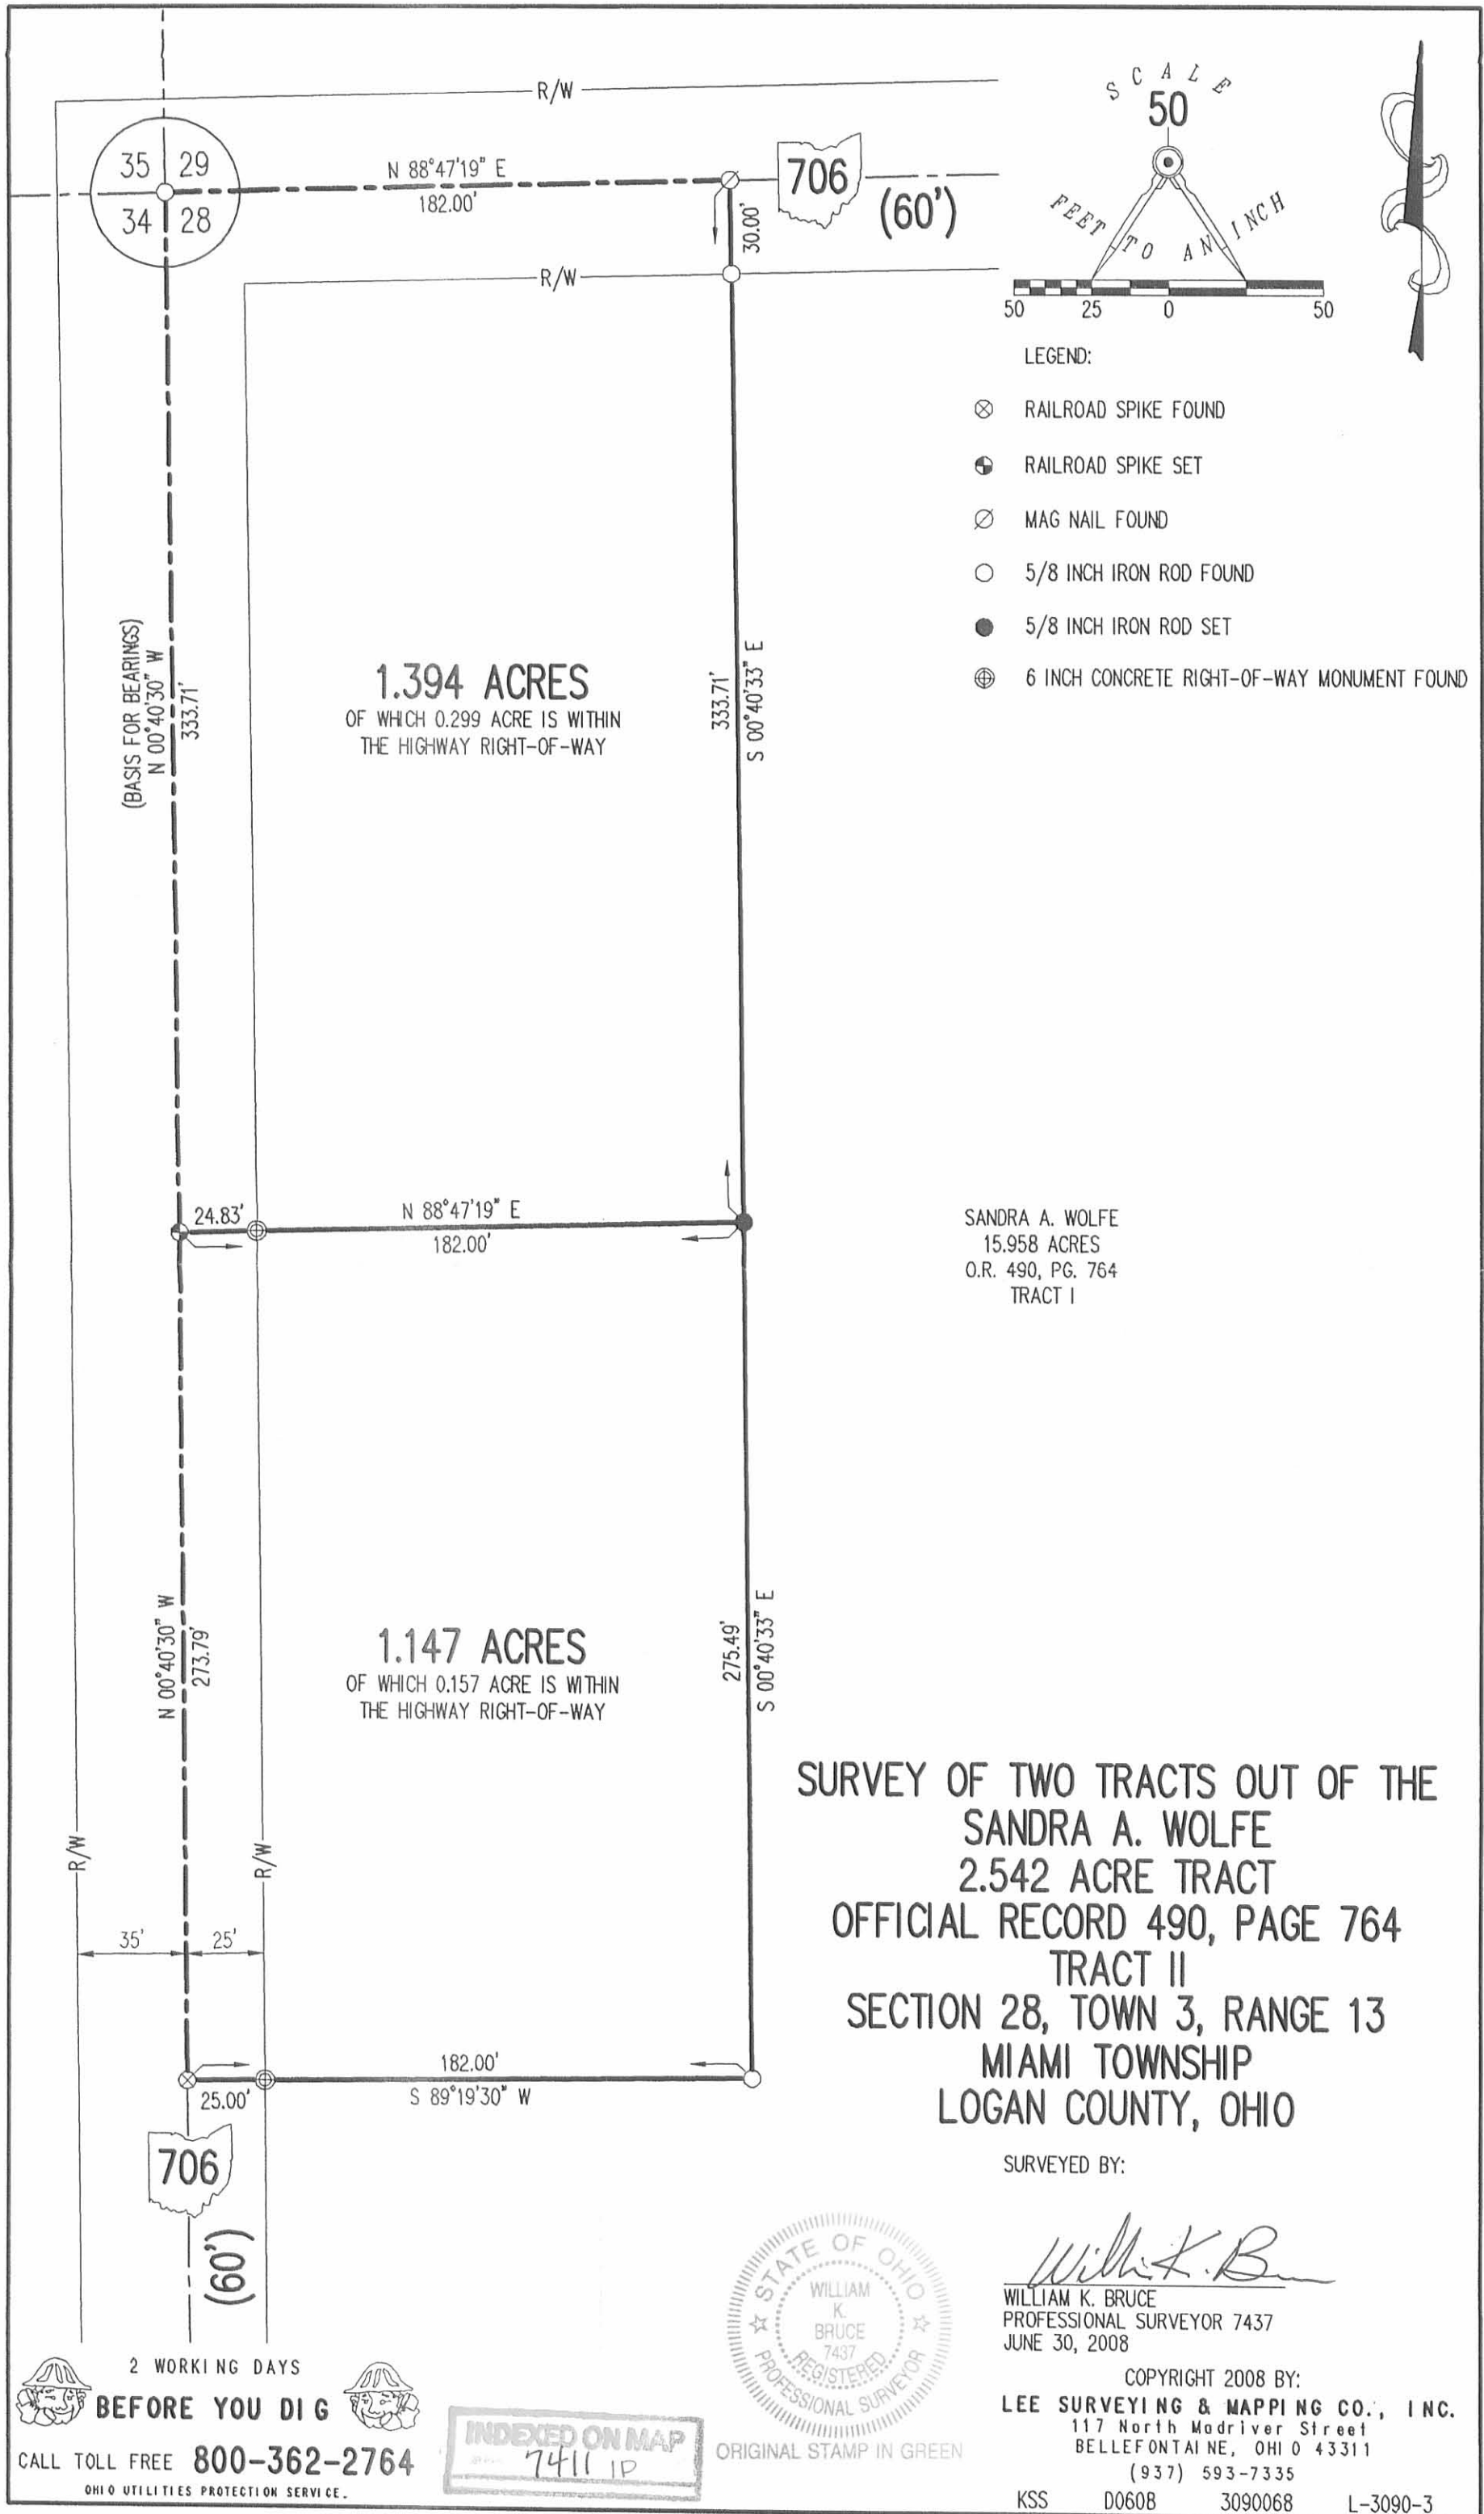 R/W
SCALE
50
FEET TO AN INCH
50 25 0 50
35 29
34 28
N 88°47'19" E
182.00'
706
(60')
30.00'
R/W
LEGEND:
RAILROAD SPIKE FOUND
RAILROAD SPIKE SET
MAG NAIL FOUND
5/8 INCH IRON ROD FOUND
5/8 INCH IRON ROD SET
6 INCH CONCRETE RIGHT-OF-WAY MONUMENT FOUND
(BASIS FOR BEARINGS)
N 00°40'30" W
333.71'
1.394 ACRES
OF WHICH 0.299 ACRE IS WITHIN
THE HIGHWAY RIGHT-OF-WAY
333.71'
S 00°40'33" E
24.83'
N 88°47'19" E
182.00'
SANDRA A. WOLFE
15.958 ACRES
O.R. 490, PG. 764
TRACT I
N 00°40'30" W
273.79'
1.147 ACRES
OF WHICH 0.157 ACRE IS WITHIN
THE HIGHWAY RIGHT-OF-WAY
275.49'
S 00°40'33" E
R/W
R/W
35' 25'
182.00'
25.00'
S 89°19'30" W
706
(60')
SURVEY OF TWO TRACTS OUT OF THE
SANDRA A. WOLFE
2.542 ACRE TRACT
OFFICIAL RECORD 490, PAGE 764
TRACT II
SECTION 28, TOWN 3, RANGE 13
MIAMI TOWNSHIP
LOGAN COUNTY, OHIO
SURVEYED BY:
WILLIAM K. BRUCE
PROFESSIONAL SURVEYOR 7437
JUNE 30, 2008
STATE OF OHIO
WILLIAM
K.
BRUCE
7437
REGISTERED
PROFESSIONAL SURVEYOR
ORIGINAL STAMP IN GREEN
COPYRIGHT 2008 BY:
LEE SURVEYING & MAPPING CO., INC.
117 North Madriver Street
BELLEFONTAINE, OHIO 43311
(937) 593-7335
KSS D0608 3090068 L-3090-3
2 WORKING DAYS
BEFORE YOU DIG
CALL TOLL FREE 800-362-2764
OHIO UTILITIES PROTECTION SERVICE.
INDEXED ON MAP
7411 IP